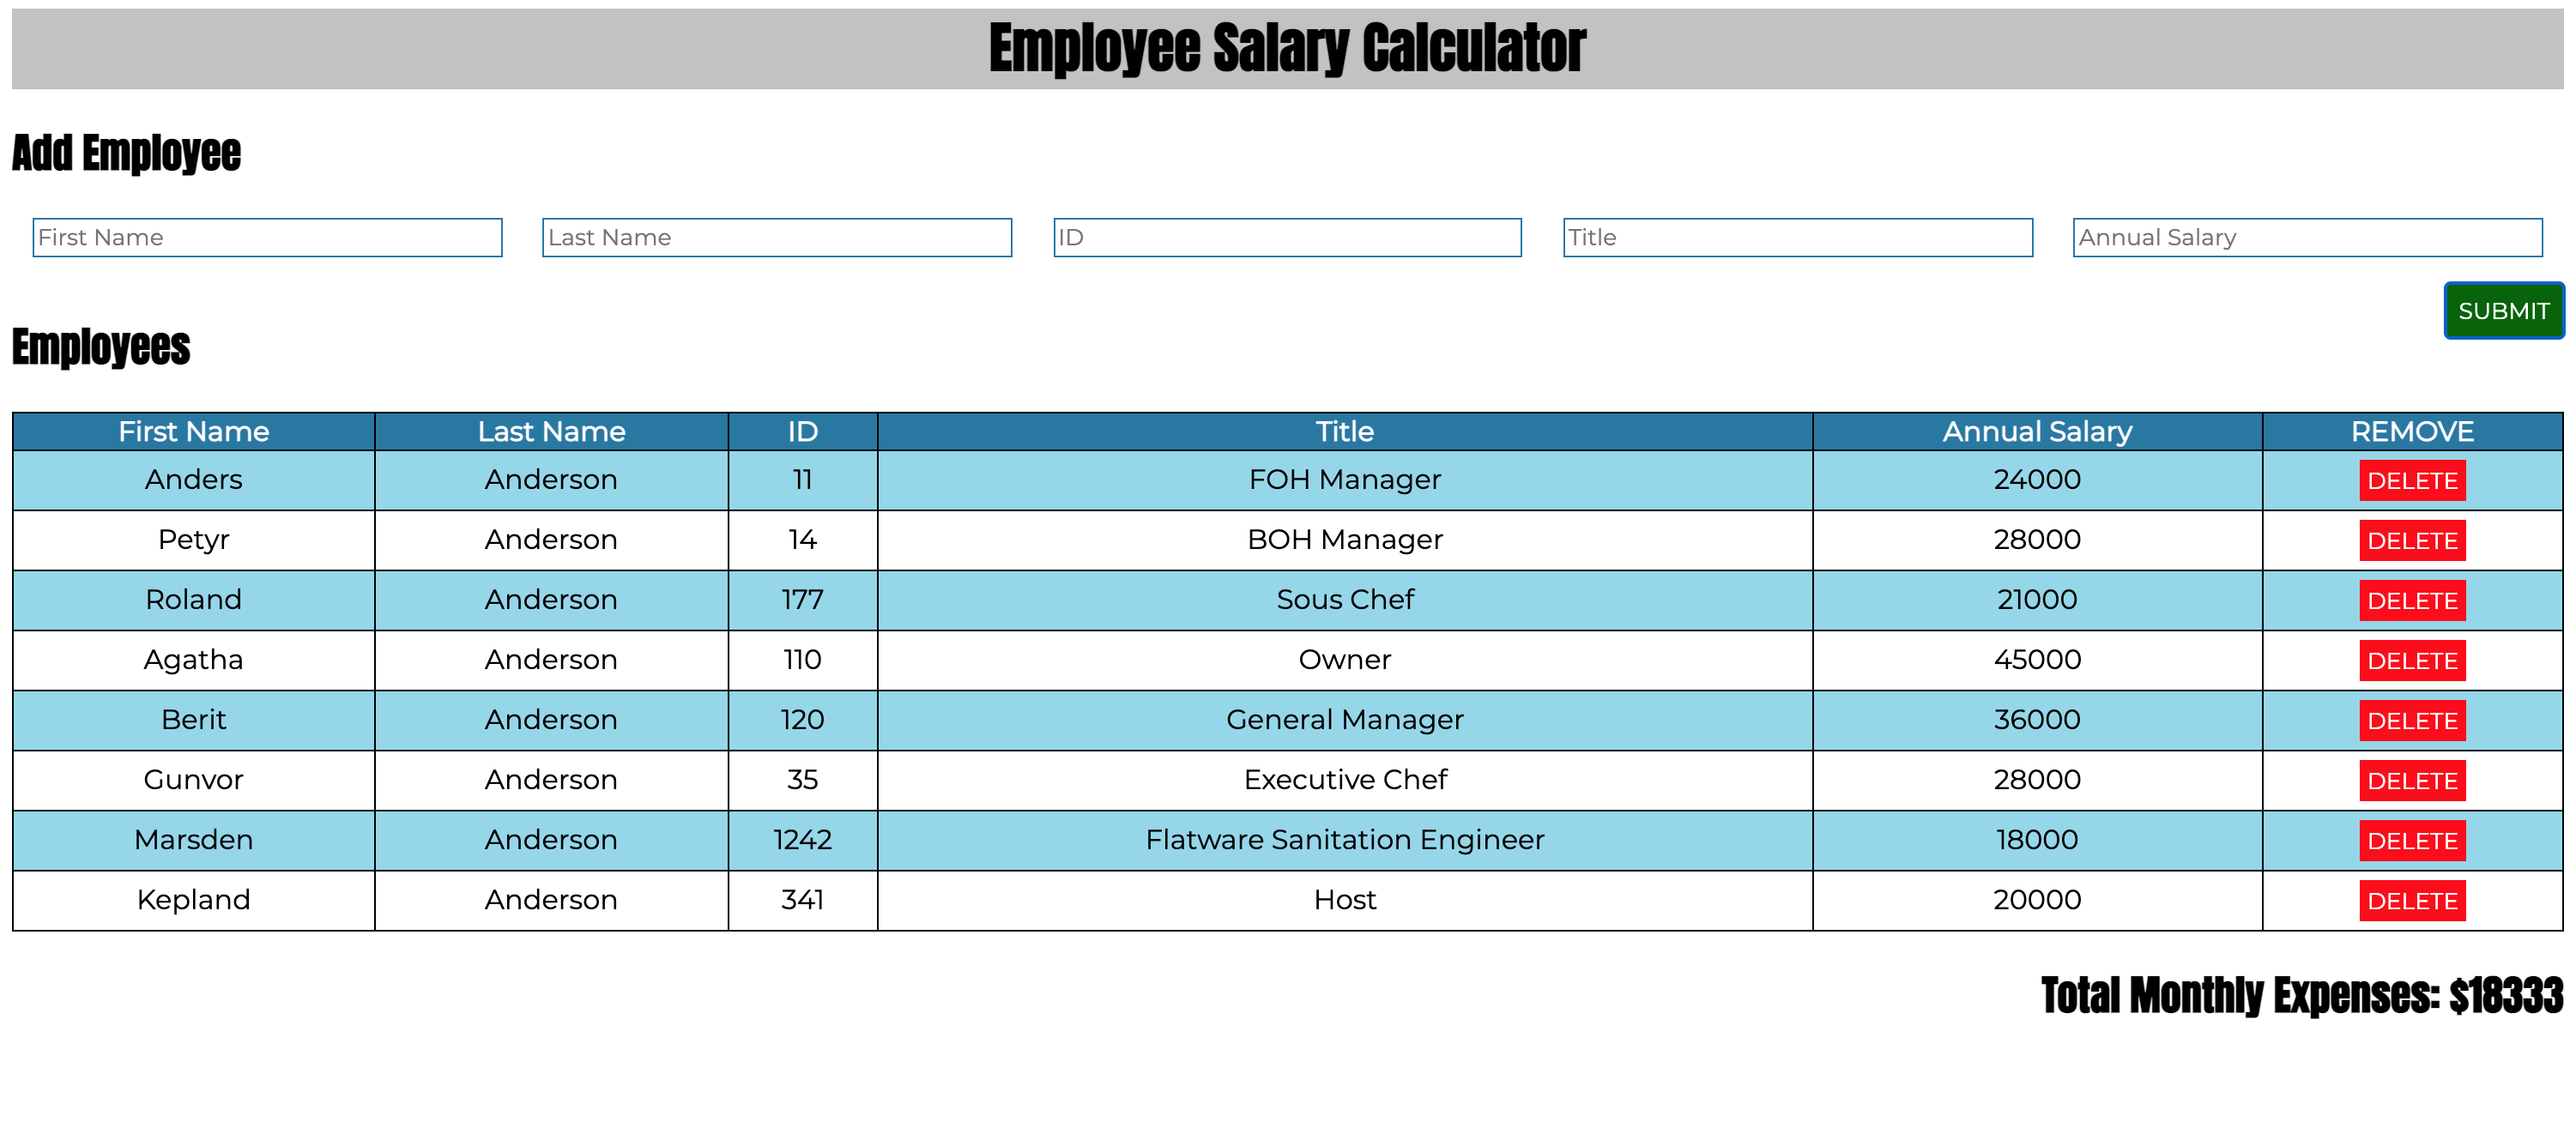 Employee Salary Calculator
Add Employee
First Name Last Name ID Title Annual Salary
SUBMIT
Employees
First Name Last Name ID Title Annual Salary REMOVE
Anders Anderson 11 FOH Manager 24000 DELETE
Petyr Anderson 14 BOH Manager 28000 DELETE
Roland Anderson 177 Sous Chef 21000 DELETE
Agatha Anderson 110 Owner 45000 DELETE
Berit Anderson 120 General Manager 36000 DELETE
Gunvor Anderson 35 Executive Chef 28000 DELETE
Marsden Anderson 1242 Flatware Sanitation Engineer 18000 DELETE
Kepland Anderson 341 Host 20000 DELETE
Total Monthly Expenses: $18333